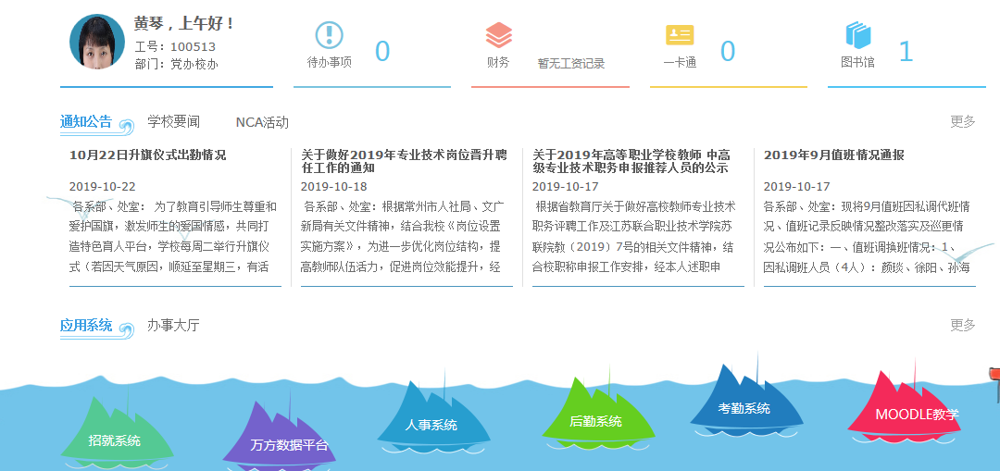 黄琴，上午好！
工号：100513
部门：党办校办
待办事项
0
财务
暂无工资记录
一卡通
0
图书馆
1
通知公告
学校要闻
NCA活动
更多
10月22日升旗仪式出勤情况
2019-10-22
各系部、处室： 为了教育引导师生尊重和
爱护国旗，激发师生的爱国情感，共同打
造特色育人平台，学校每周二举行升旗仪
式（若因天气原因，顺延至星期三，有活
关于做好2019年专业技术岗位晋升聘
任工作的通知
2019-10-18
各系部、处室：根据常州市人社局、文广
新局有关文件精神，结合我校《岗位设置
实施方案》，为进一步优化岗位结构，提
高教师队伍活力，促进岗位效能提升，经
关于2019年高等职业学校教师 中高
级专业技术职务申报推荐人员的公示
2019-10-17
根据省教育厅关于做好高校教师专业技术
职务评聘工作及江苏联合职业技术学院苏
联院教（2019）7号的相关文件精神，结
合校职称申报工作安排，经本人述职申
2019年9月值班情况通报
2019-10-17
各系部、处室：现将9月值班因私调代班情
况、值班记录反映情况整改落实及巡更情
况公布如下：一、值班调换班情况：1、
因私调班人员（4人）：颜琰、徐阳、孙海
应用系统
办事大厅
更多
招就系统
万方数据平台
人事系统
后勤系统
考勤系统
MOODLE教学